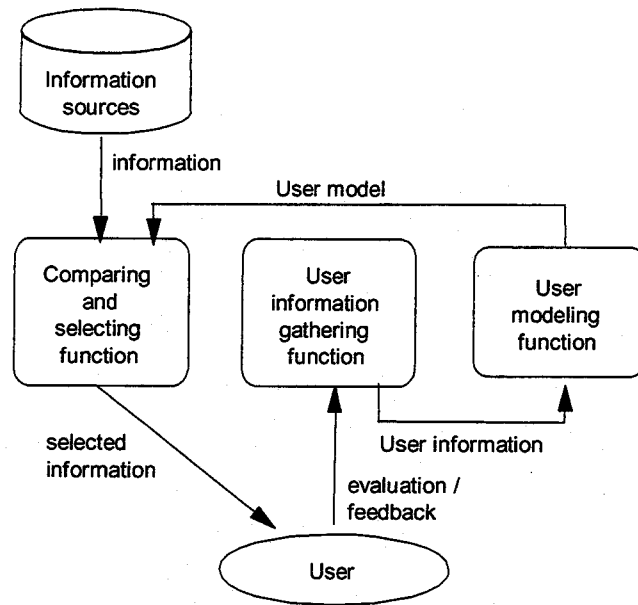 Information
sources
information
User model
Comparing
and
selecting
function
User
information
gathering
function
User
modeling
function
selected
information
User information
evaluation /
feedback
User